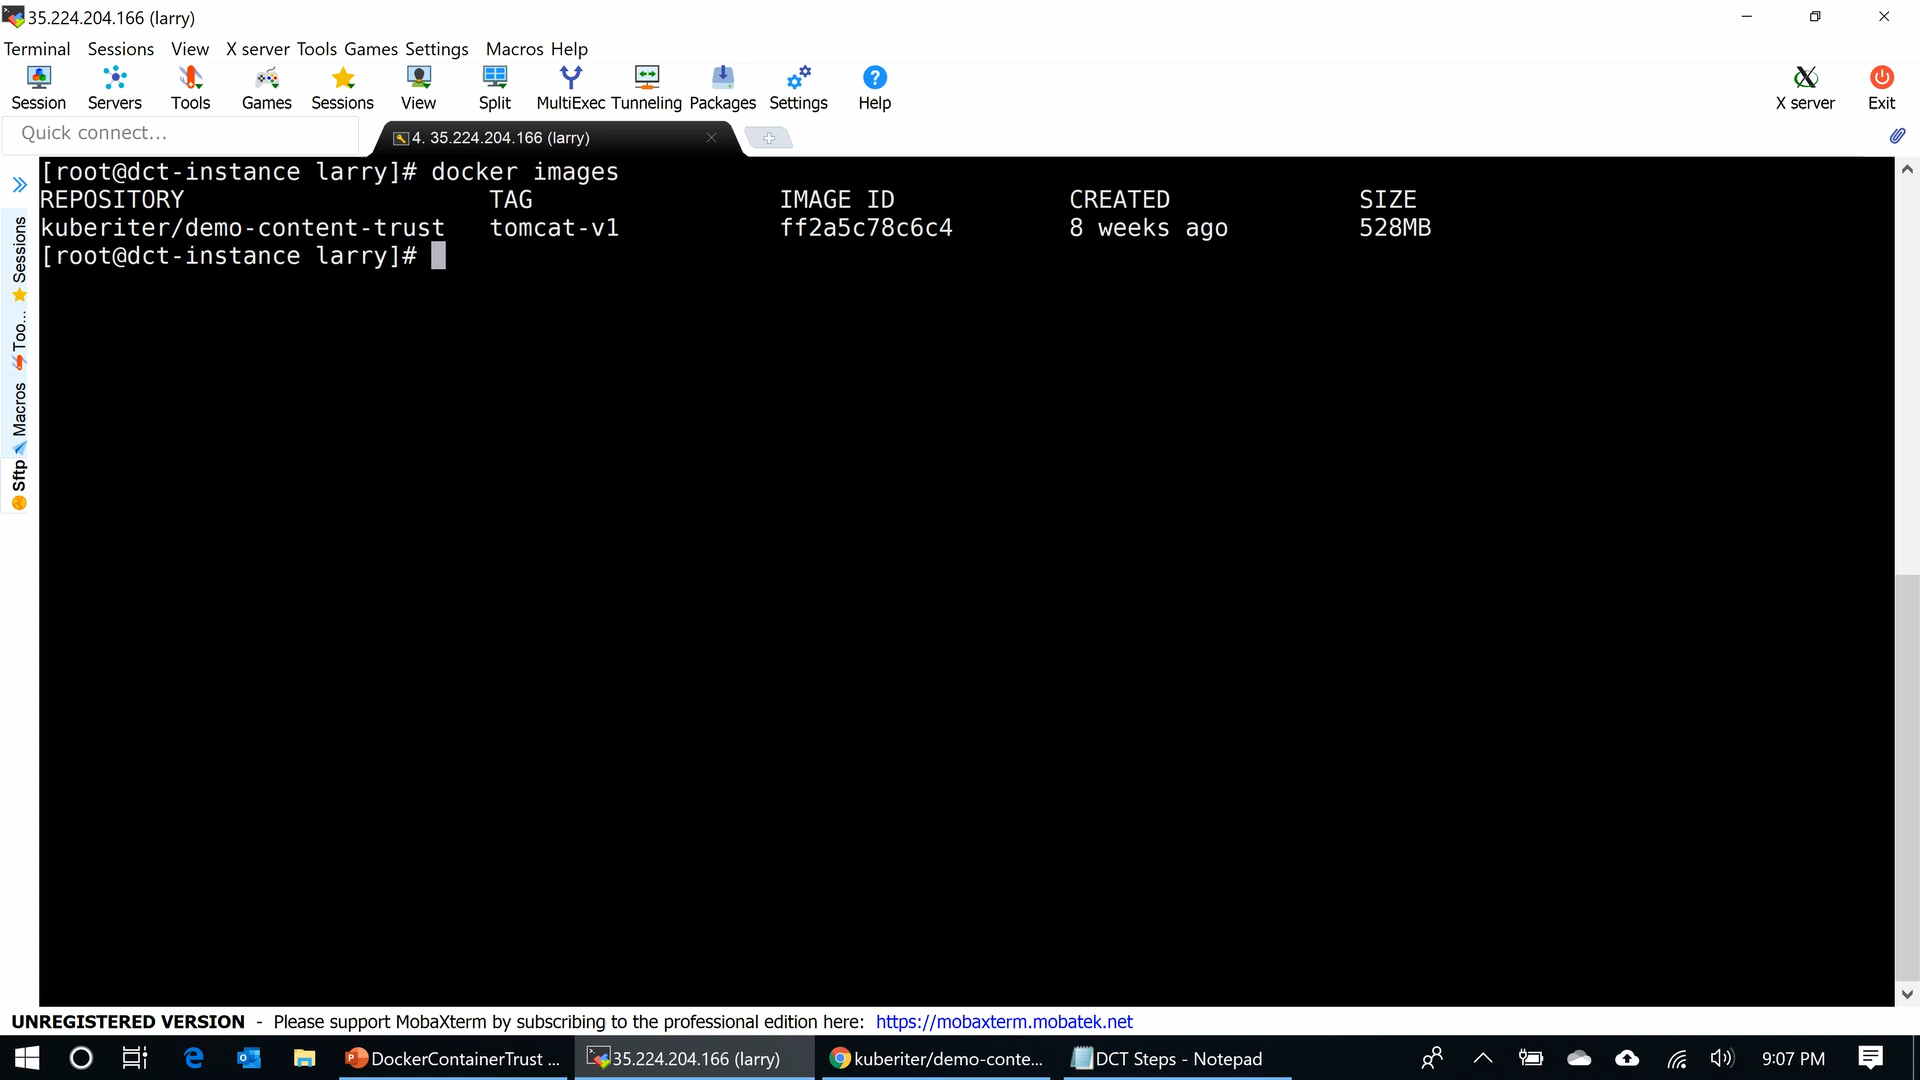 35.224.204.166 (larry)
Terminal Sessions View X server Tools Games Settings Macros Help
Session Servers Tools Games Sessions View Split MultiExec Tunneling Packages Settings Help X server Exit
Quick connect...
4. 35.224.204.166 (larry)
[root@dct-instance larry]# docker images
REPOSITORY TAG IMAGE ID CREATED SIZE
kuberiter/demo-content-trust tomcat-v1 ff2a5c78c6c4 8 weeks ago 528MB
[root@dct-instance larry]#
Sessions
Too...
Macros
Sftp
UNREGISTERED VERSION - Please support MobaXterm by subscribing to the professional edition here: https://mobaxterm.mobatek.net
DockerContainerTrust ... 35.224.204.166 (larry) kuberiter/demo-conte... DCT Steps - Notepad 9:07 PM